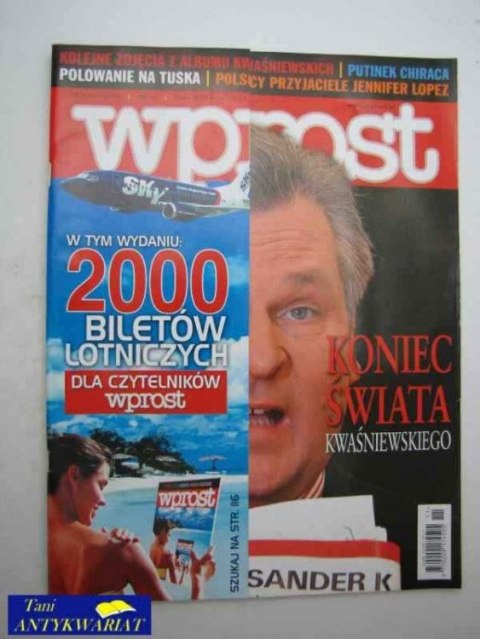 KOLEJNE ZDJĘCIA Z ALBUMU KWAŚNIEWSKICH | PUTINEK CHIRACA
POLOWANIE NA TUSKA | POLSCY PRZYJACIELE JENNIFER LOPEZ
wprost
SKY
W TYM WYDANIU:
2000
BILETÓW
LOTNICZYCH
DLA CZYTELNIKÓW
wprost
KONIEC
ŚWIATA
KWAŚNIEWSKIEGO
wprost
SZUKAJ NA STR. 116
SANDER K
Tani
ANTYKWARIAT